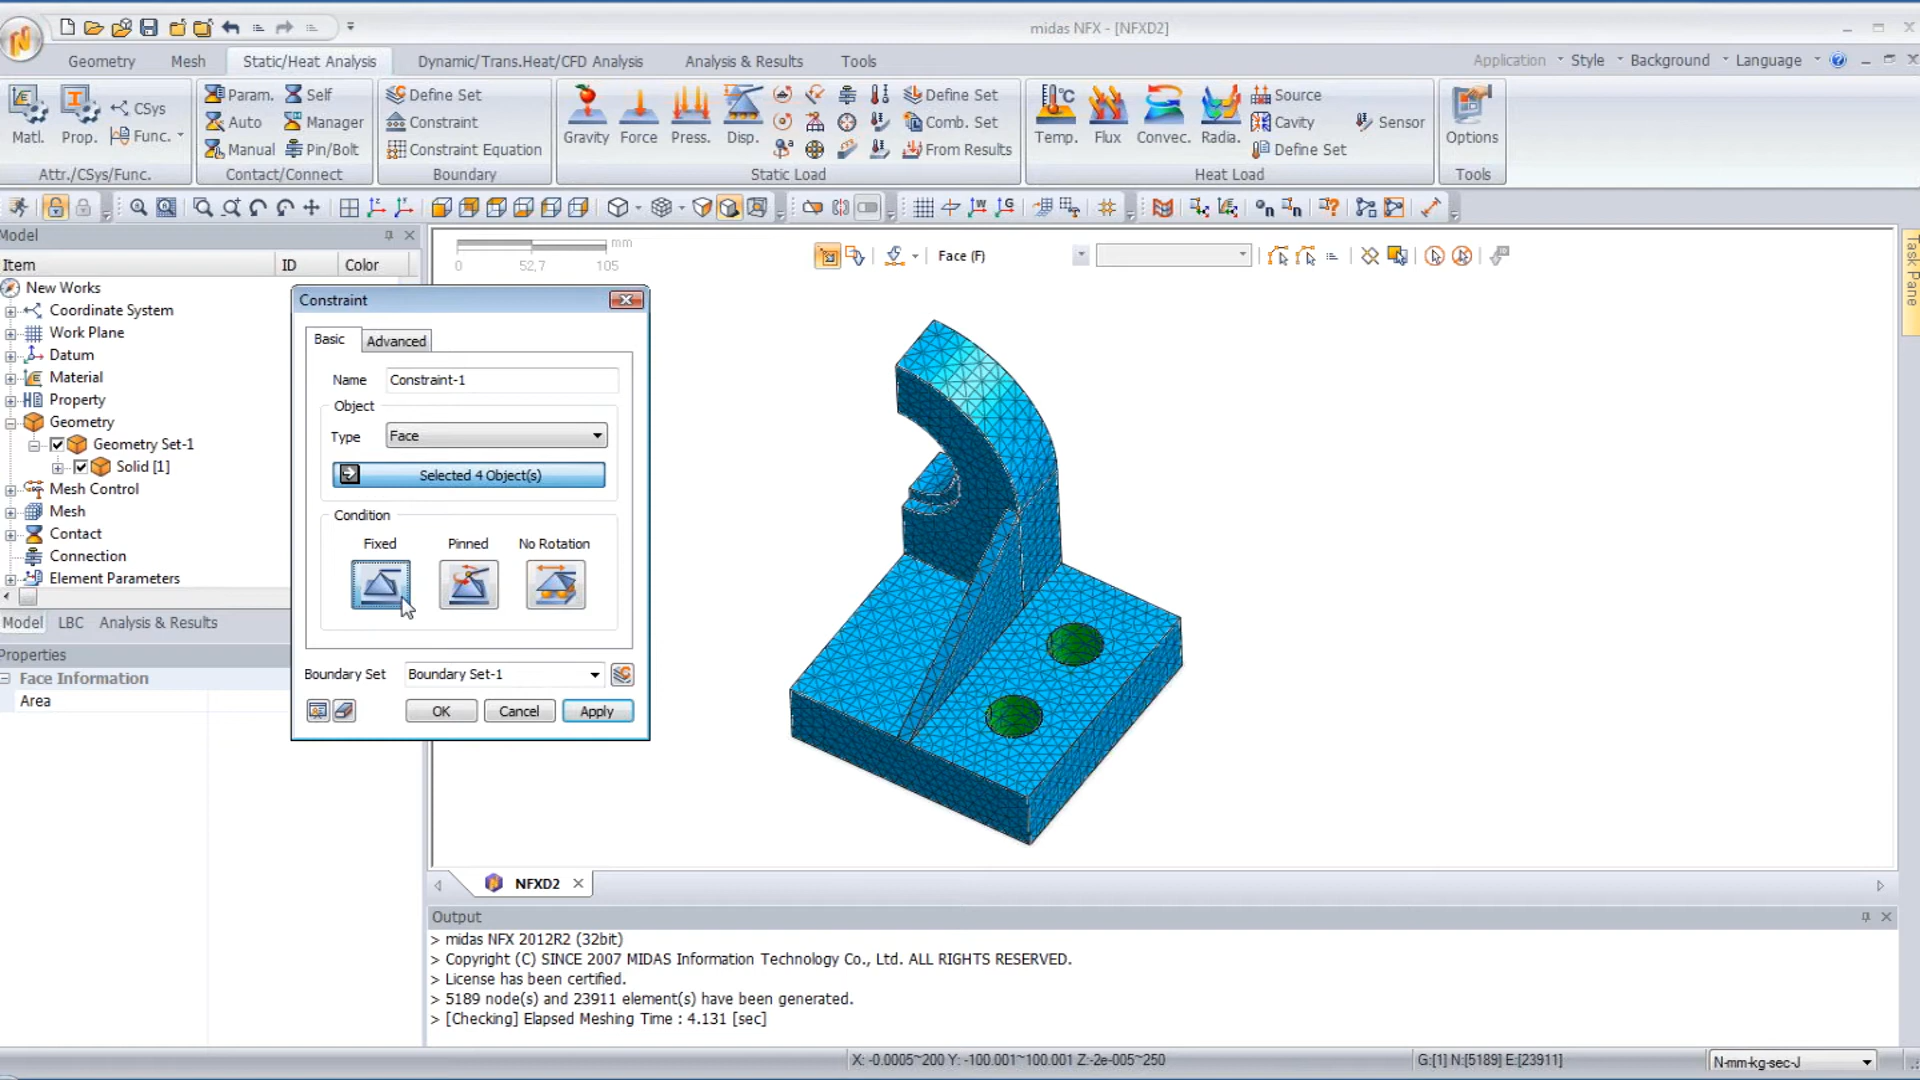 midas NFX - [NFXD2]
Geometry
Mesh
Static/Heat Analysis
Dynamic/Trans.Heat/CFD Analysis
Analysis & Results
Tools
Application
Style
Background
Language
Matl.
Prop.
CSys
Func.
Attr./CSys/Func.
Param.
Self
Auto
Manager
Manual
Pin/Bolt
Contact/Connect
Define Set
Constraint
Constraint Equation
Boundary
Gravity
Force
Press.
Disp.
Define Set
Comb. Set
From Results
Static Load
Temp.
Flux
Convec.
Radia.
Source
Cavity
Define Set
Sensor
Heat Load
Options
Tools
Model
Item
ID
Color
New Works
Coordinate System
Work Plane
Datum
Material
Property
Geometry
Geometry Set-1
Solid [1]
Mesh Control
Mesh
Contact
Connection
Element Parameters
Model
LBC
Analysis & Results
Properties
Face Information
Area
Constraint
Basic
Advanced
Name
Constraint-1
Object
Type
Face
Selected 4 Object(s)
Condition
Fixed
Pinned
No Rotation
Boundary Set
Boundary Set-1
OK
Cancel
Apply
mm
0
52,7
105
Face (F)
Task Pane
NFXD2
Output
> midas NFX 2012R2 (32bit)
> Copyright (C) SINCE 2007 MIDAS Information Technology Co., Ltd. ALL RIGHTS RESERVED.
> License has been certified.
> 5189 node(s) and 23911 element(s) have been generated.
> [Checking] Elapsed Meshing Time : 4.131 [sec]
X: -0.0005~200 Y: -100.001~100.001 Z:-2e-005~250
G:[1] N:[5189] E:[23911]
N-mm-kg-sec-J